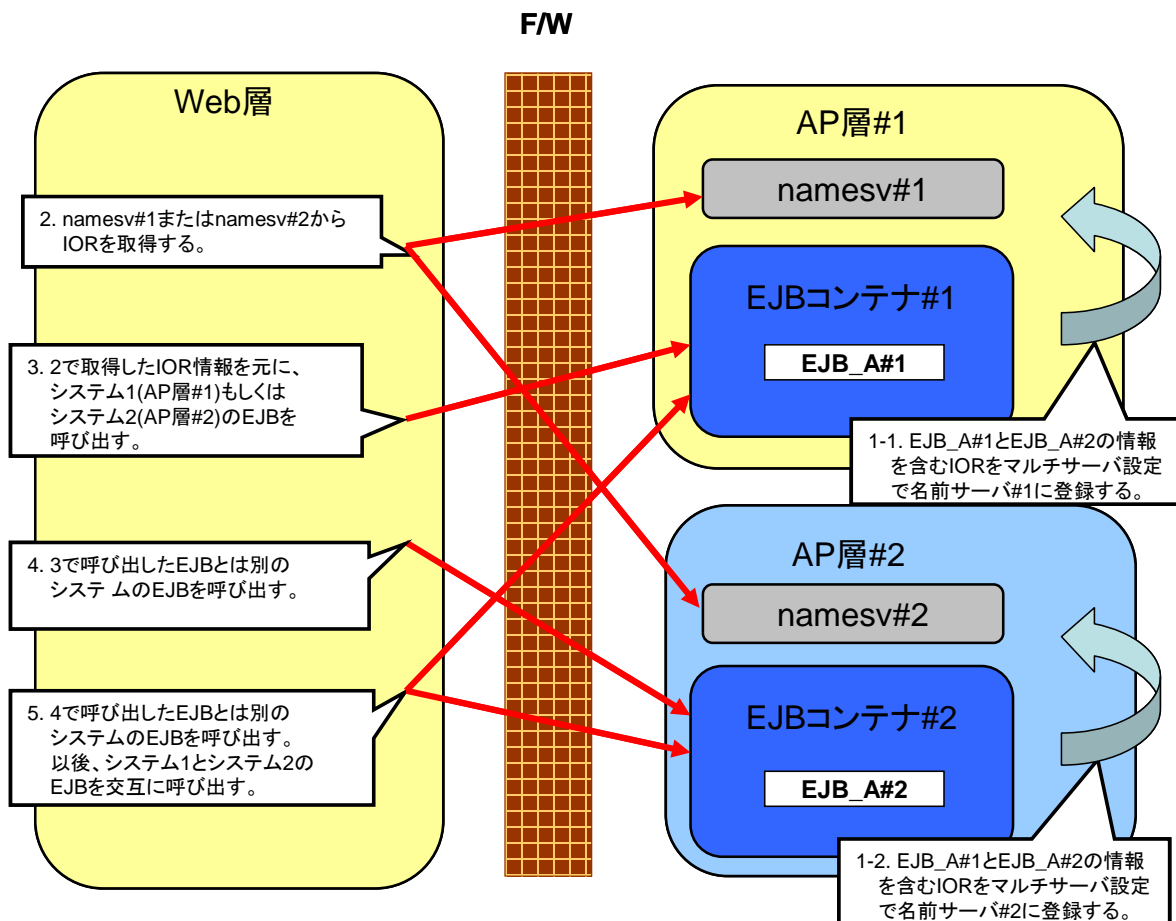 F/W
Web層
2. namesv#1またはnamesv#2から
IORを取得する。
3. 2で取得したIOR情報を元に、
システム1(AP層#1)もしくは
システム2(AP層#2)のEJBを
呼び出す。
4. 3で呼び出したEJBとは別の
システ ムのEJBを呼び出す。
5. 4で呼び出したEJBとは別の
システムのEJBを呼び出す。
以後、システム1とシステム2の
EJBを交互に呼び出す。
AP層#1
namesv#1
EJBコンテナ#1
EJB_A#1
1-1. EJB_A#1とEJB_A#2の情報
を含むIORをマルチサーバ設定
で名前サーバ#1に登録する。
AP層#2
namesv#2
EJBコンテナ#2
EJB_A#2
1-2. EJB_A#1とEJB_A#2の情報
を含むIORをマルチサーバ設定
で名前サーバ#2に登録する。